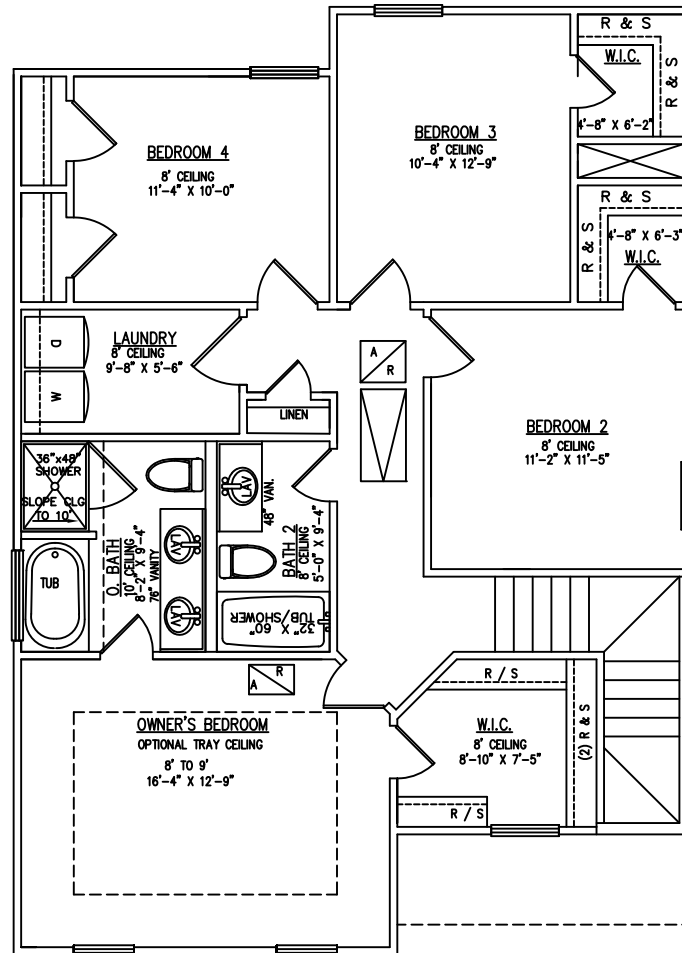 R & S
W.I.C.
R & S
4'-8" X 6'-2"
BEDROOM 3
8' CEILING
10'-4" X 12'-9"
BEDROOM 4
8' CEILING
11'-4" X 10'-0"
R & S
R & S
4'-8" X 6'-3"
W.I.C.
LAUNDRY
8' CEILING
9'-8" X 5'-6"
D
W
A
R
LINEN
BEDROOM 2
8' CEILING
11'-2" X 11'-5"
36"x48"
SHOWER
SLOPE CLG
TO 10'
TUB
O. BATH
10' CEILING
8'-2" X 9'-4"
76" VANITY
LAV
LAV
LAV
48" VAN.
BATH 2
8' CEILING
5'-0" X 9'-4"
32" X 60"
TUB/SHOWER
A
R
OWNER'S BEDROOM
OPTIONAL TRAY CEILING
8' TO 9'
16'-4" X 12'-9"
R / S
W.I.C.
8' CEILING
8'-10" X 7'-5"
(2) R & S
R / S